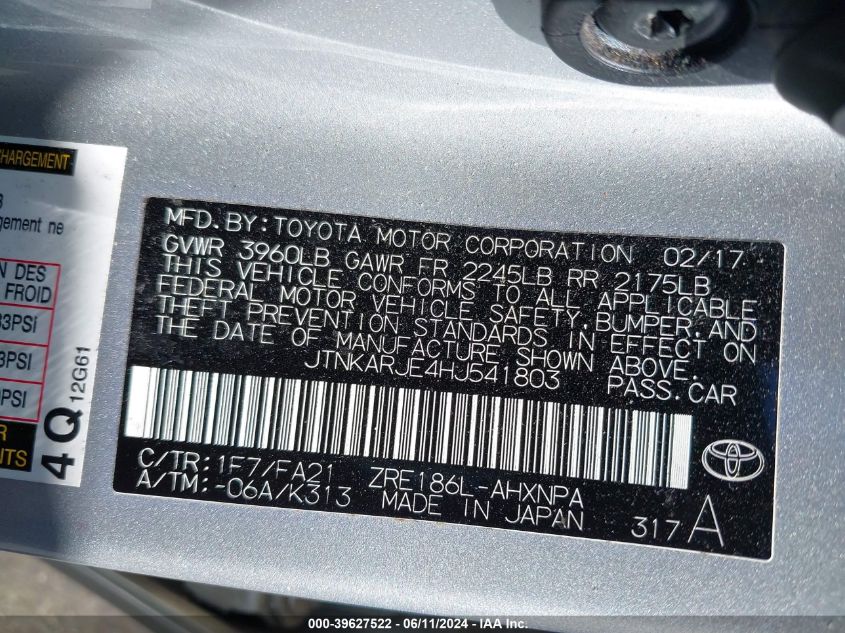 CHARGEMENT
gement ne
N DES
FROID
3PSI
3PSI
PSI
NTS
4Q 12G61
MFD. BY: TOYOTA MOTOR CORPORATION 02/17
GVWR 3960LB GAWR FR 2245LB RR 2175LB
THIS VEHICLE CONFORMS TO ALL APPLICABLE
FEDERAL MOTOR VEHICLE SAFETY, BUMPER, AND
THEFT PREVENTION STANDARDS IN EFFECT ON
THE DATE OF MANUFACTURE SHOWN ABOVE.
JTNKARJE4HJ541803 PASS. CAR
C/TR: 1F7/FA21 ZRE186L-AHXNPA
A/TM: -06A/K313 MADE IN JAPAN 317 A
000-39627522 - 06/11/2024 - IAA Inc.